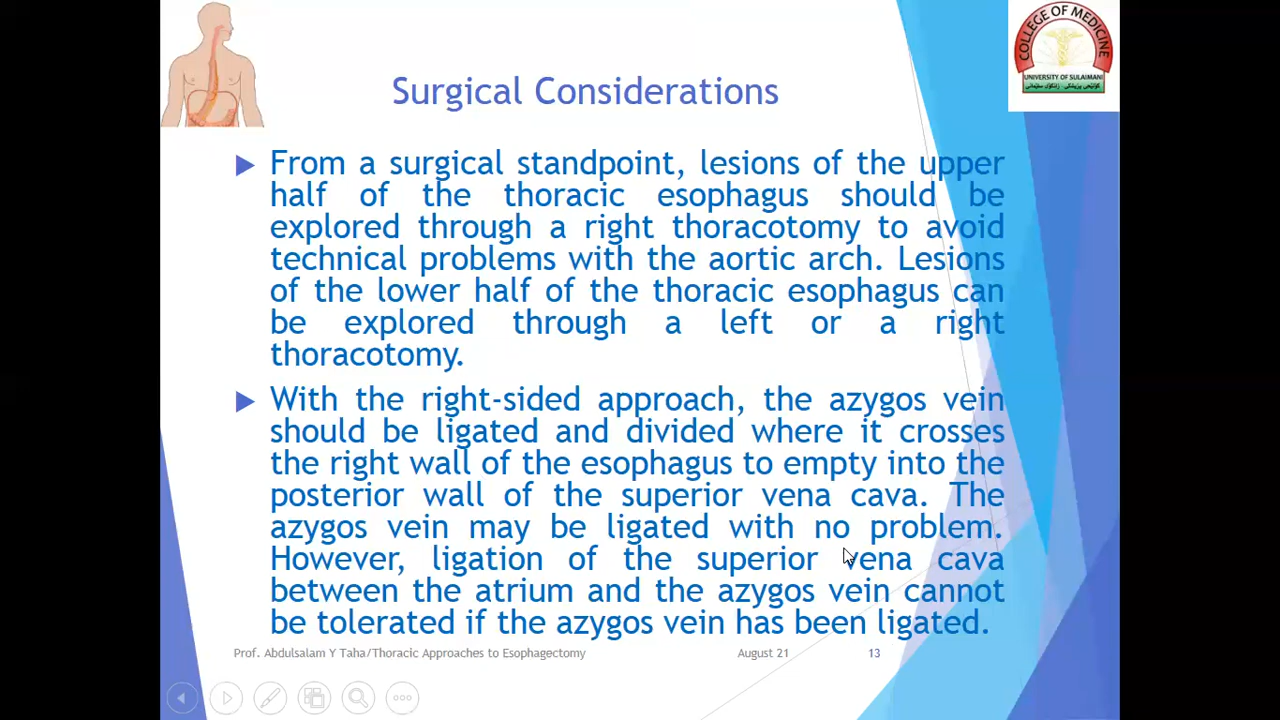 COLLEGE OF MEDICINE
UNIVERSITY OF SULAIMANI
Surgical Considerations
From a surgical standpoint, lesions of the upper
half of the thoracic esophagus should be
explored through a right thoracotomy to avoid
technical problems with the aortic arch. Lesions
of the lower half of the thoracic esophagus can
be explored through a left or a right
thoracotomy.
With the right-sided approach, the azygos vein
should be ligated and divided where it crosses
the right wall of the esophagus to empty into the
posterior wall of the superior vena cava. The
azygos vein may be ligated with no problem.
However, ligation of the superior vena cava
between the atrium and the azygos vein cannot
be tolerated if the azygos vein has been ligated.
Prof. Abdulsalam Y Taha/Thoracic Approaches to Esophagectomy August 21 13